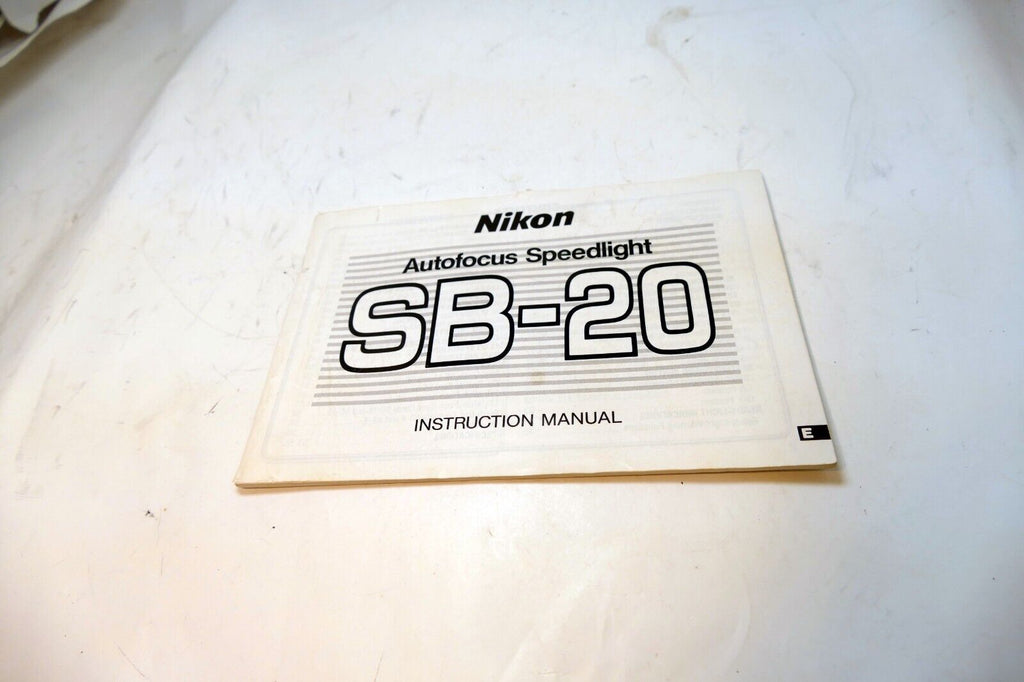 Nikon
Autofocus Speedlight
SB-20
INSTRUCTION MANUAL
E